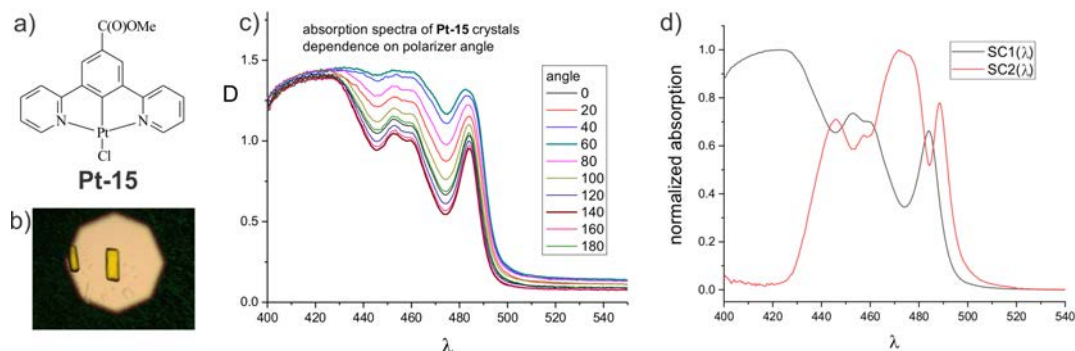 a)
C(O)OMe
N
N
Pt
Cl
Pt-15
b)
c)
absorption spectra of Pt-15 crystals
dependence on polarizer angle
D
1.5
1.0
0.5
0.0
angle
0
20
40
60
80
100
120
140
160
180
400 420 440 460 480 500 520 540
λ
d)
normalized absorption
1.0
0.8
0.6
0.4
0.2
0.0
SC1(λ)
SC2(λ)
400 420 440 460 480 500 520 540
λ